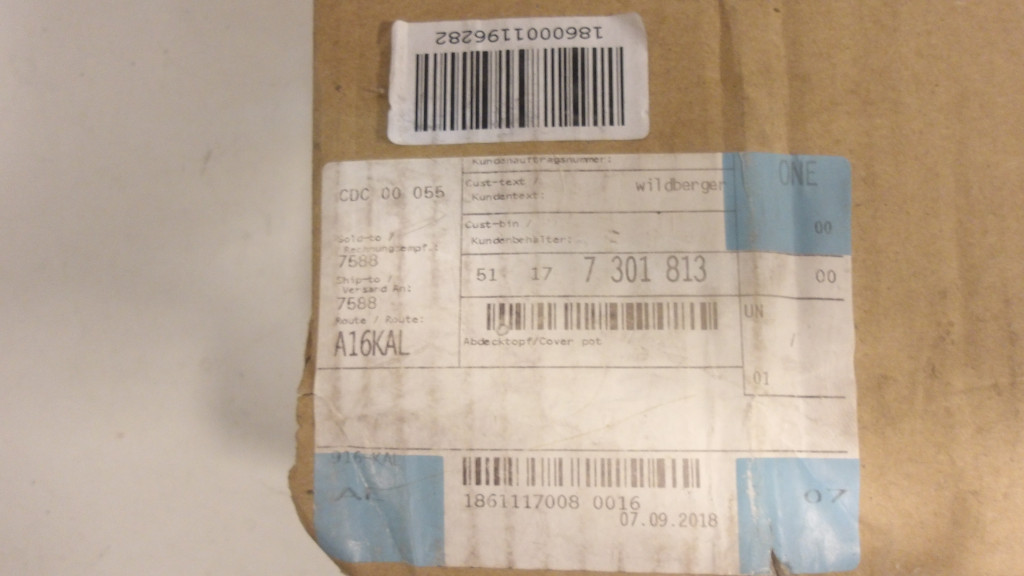 1860001196282
Kundenauftragsnummer:
CDC 00 055
Cust-text /
Kundentext:
Wildberger
ONE
00
Cust-bin /
Kundenbehälter:
Sold-to /
Rechnungsempf.:
7588
51 17 7 301 813
00
Ship-to /
Versand An:
7588
Route / Route:
A16KAL
Abdecktopf/Cover pot
UN
/
01
916-KAL
07
1861117008 0016
07.09.2018